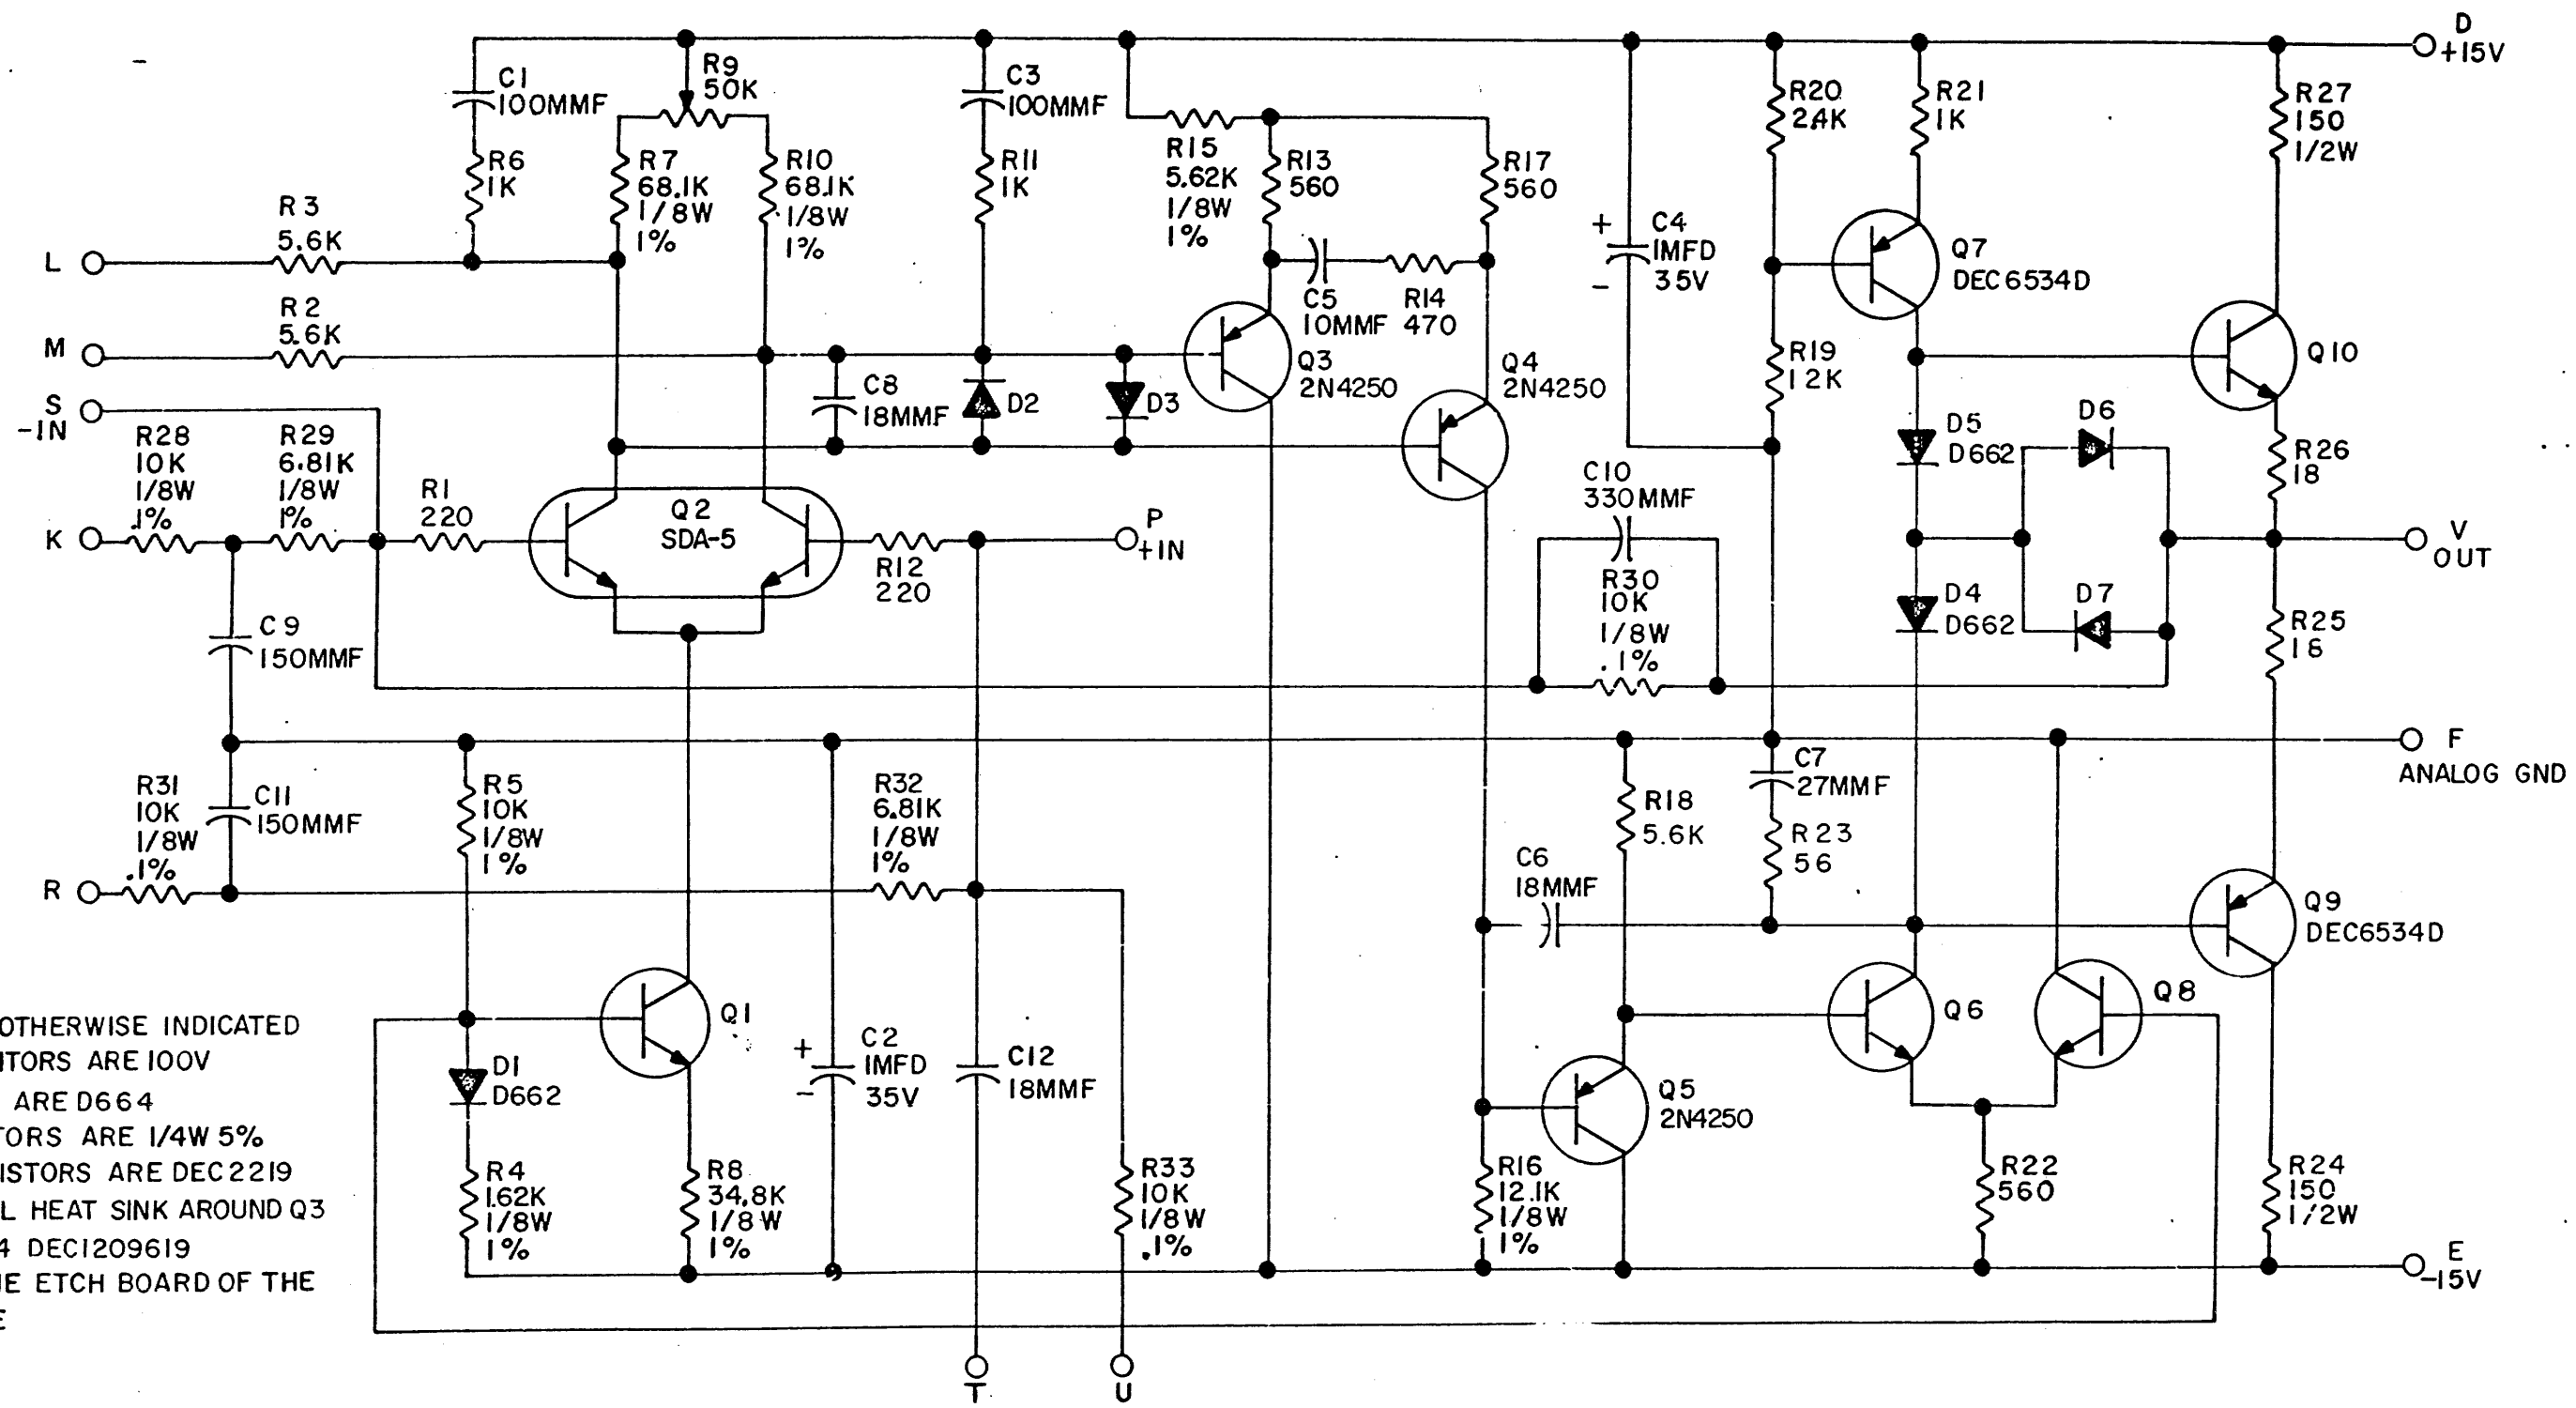 D
+15V
C1
100MMF
R9
50K
C3
100MMF
R20
2.4K
R21
1K
R27
150
1/2W
R6
1K
R7
68.1K
1/8W
1%
R10
68.1K
1/8W
1%
R11
1K
R15
5.62K
1/8W
1%
R13
560
R17
560
R3
5.6K
L
C4
+
1MFD
35V
-
Q7
DEC6534D
R2
5.6K
M
C5
10MMF
R14
470
Q3
2N4250
Q4
2N4250
R19
12K
Q10
S
-IN
C8
18MMF
D2
D3
D5
D662
D6
R26
18
R28
10K
1/8W
.1%
R29
6.81K
1/8W
1%
R1
220
K
Q2
SDA-5
R12
220
P
+IN
C10
330MMF
R30
10K
1/8W
.1%
V
OUT
D4
D662
D7
R25
C9
150MMF
F
ANALOG GND
R31
10K
1/8W
.1%
C11
150MMF
R5
10K
1/8W
1%
R32
6.81K
1/8W
1%
R18
5.6K
C7
27MMF
R23
56
C6
18MMF
R
Q9
DEC6534D
Q1
Q6
Q8
OTHERWISE INDICATED
ITORS ARE 100V
ARE D664
TORS ARE 1/4W 5%
ISTORS ARE DEC2219
L HEAT SINK AROUND Q3
4 DEC1209619
E ETCH BOARD OF THE
E
D1
D662
C2
+
1MFD
35V
-
C12
18MMF
Q5
2N4250
R4
1.62K
1/8W
1%
R8
34.8K
1/8W
1%
R33
10K
1/8W
.1%
R16
12.1K
1/8W
1%
R22
560
R24
150
1/2W
E
-15V
T
U